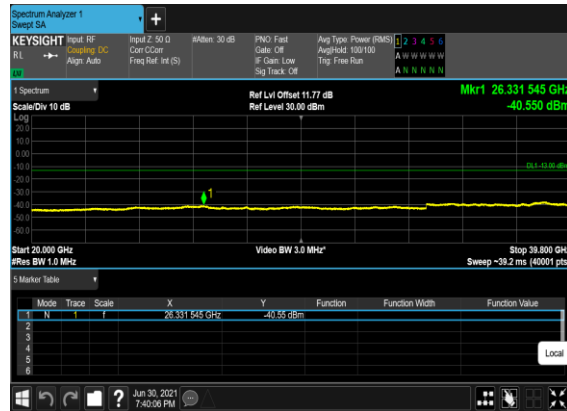 Spectrum Analyzer 1
Swept SA
+
KEYSIGHT Input: RF Input Z: 50 Ω #Atten: 30 dB PNO: Fast Avg Type: Power (RMS) 1 2 3 4 5 6
RL Coupling: DC Corr CCorr Gate: Off Avg|Hold: 100/100 A W W W W W
Align: Auto Freq Ref: Int (S) IF Gain: Low Trig: Free Run
Sig Track: Off A N N N N N
1 Spectrum Ref Lvl Offset 11.77 dB Mkr1 26.331 545 GHz
Scale/Div 10 dB Ref Level 30.00 dBm -40.550 dBm
Log
20.0
10.0
0.00
-10.0 DL1 -13.00 dBm
-20.0
-30.0 1
-40.0
-50.0
-60.0
Start 20.000 GHz Video BW 3.0 MHz* Stop 39.800 GHz
#Res BW 1.0 MHz Sweep ~39.2 ms (40001 pts)
5 Marker Table
Mode Trace Scale X Y Function Function Width Function Value
1 N 1 f 26.331 545 GHz -40.55 dBm
2
3
4
5
6
Local
? Jun 30, 2021
7:40:06 PM